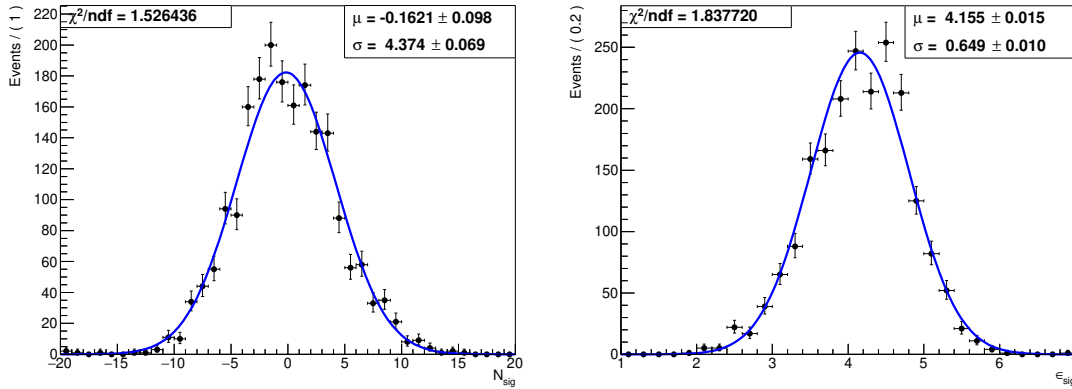 χ²/ndf = 1.526436
μ = -0.1621 ± 0.098
σ = 4.374 ± 0.069
Events / ( 1 )
220
200
180
160
140
120
100
80
60
40
20
0
−20 −15 −10 −5 0 5 10 15 20
N_sig
χ²/ndf = 1.837720
μ = 4.155 ± 0.015
σ = 0.649 ± 0.010
Events / ( 0.2 )
250
200
150
100
50
0
1 2 3 4 5 6
ϵ_sig